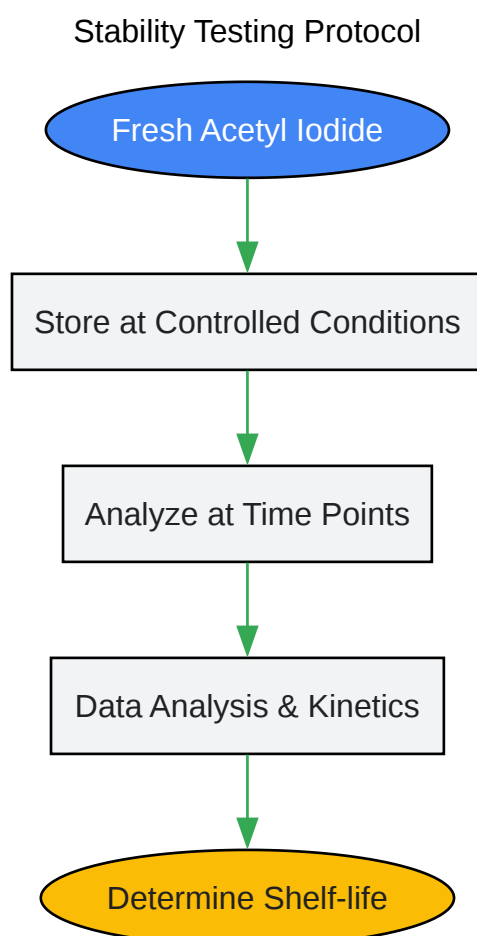 Stability Testing Protocol
Fresh Acetyl Iodide
Store at Controlled Conditions
Analyze at Time Points
Data Analysis & Kinetics
Determine Shelf-life